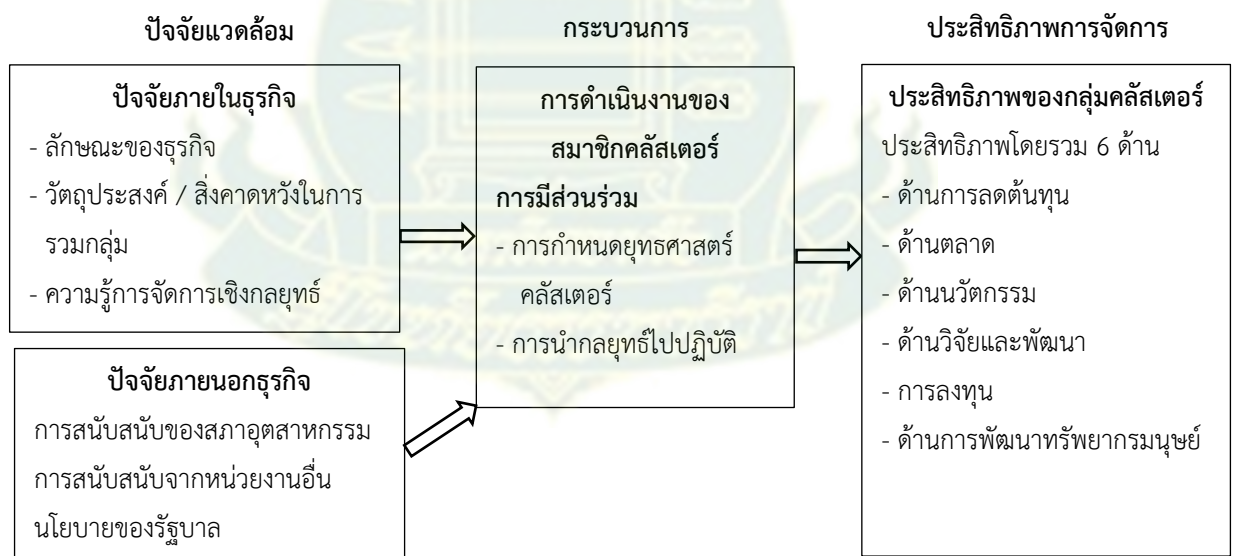 ปัจจัยแวดล้อม
ปัจจัยภายในธุรกิจ
- ลักษณะของธุรกิจ
- วัตถุประสงค์ / สิ่งคาดหวังในการ
รวมกลุ่ม
- ความรู้การจัดการเชิงกลยุทธ์
ปัจจัยภายนอกธุรกิจ
การสนับสนับของสภาอุตสาหกรรม
การสนับสนับจากหน่วยงานอื่น
นโยบายของรัฐบาล
กระบวนการ
การดำเนินงานของ
สมาชิกคลัสเตอร์
การมีส่วนร่วม
- การกำหนดยุทธศาสตร์
คลัสเตอร์
- การนำกลยุทธ์ไปปฏิบัติ
ประสิทธิภาพการจัดการ
ประสิทธิภาพของกลุ่มคลัสเตอร์
ประสิทธิภาพโดยรวม 6 ด้าน
- ด้านการลดต้นทุน
- ด้านตลาด
- ด้านนวัตกรรม
- ด้านวิจัยและพัฒนา
- การลงทุน
- ด้านการพัฒนาทรัพยากรมนุษย์